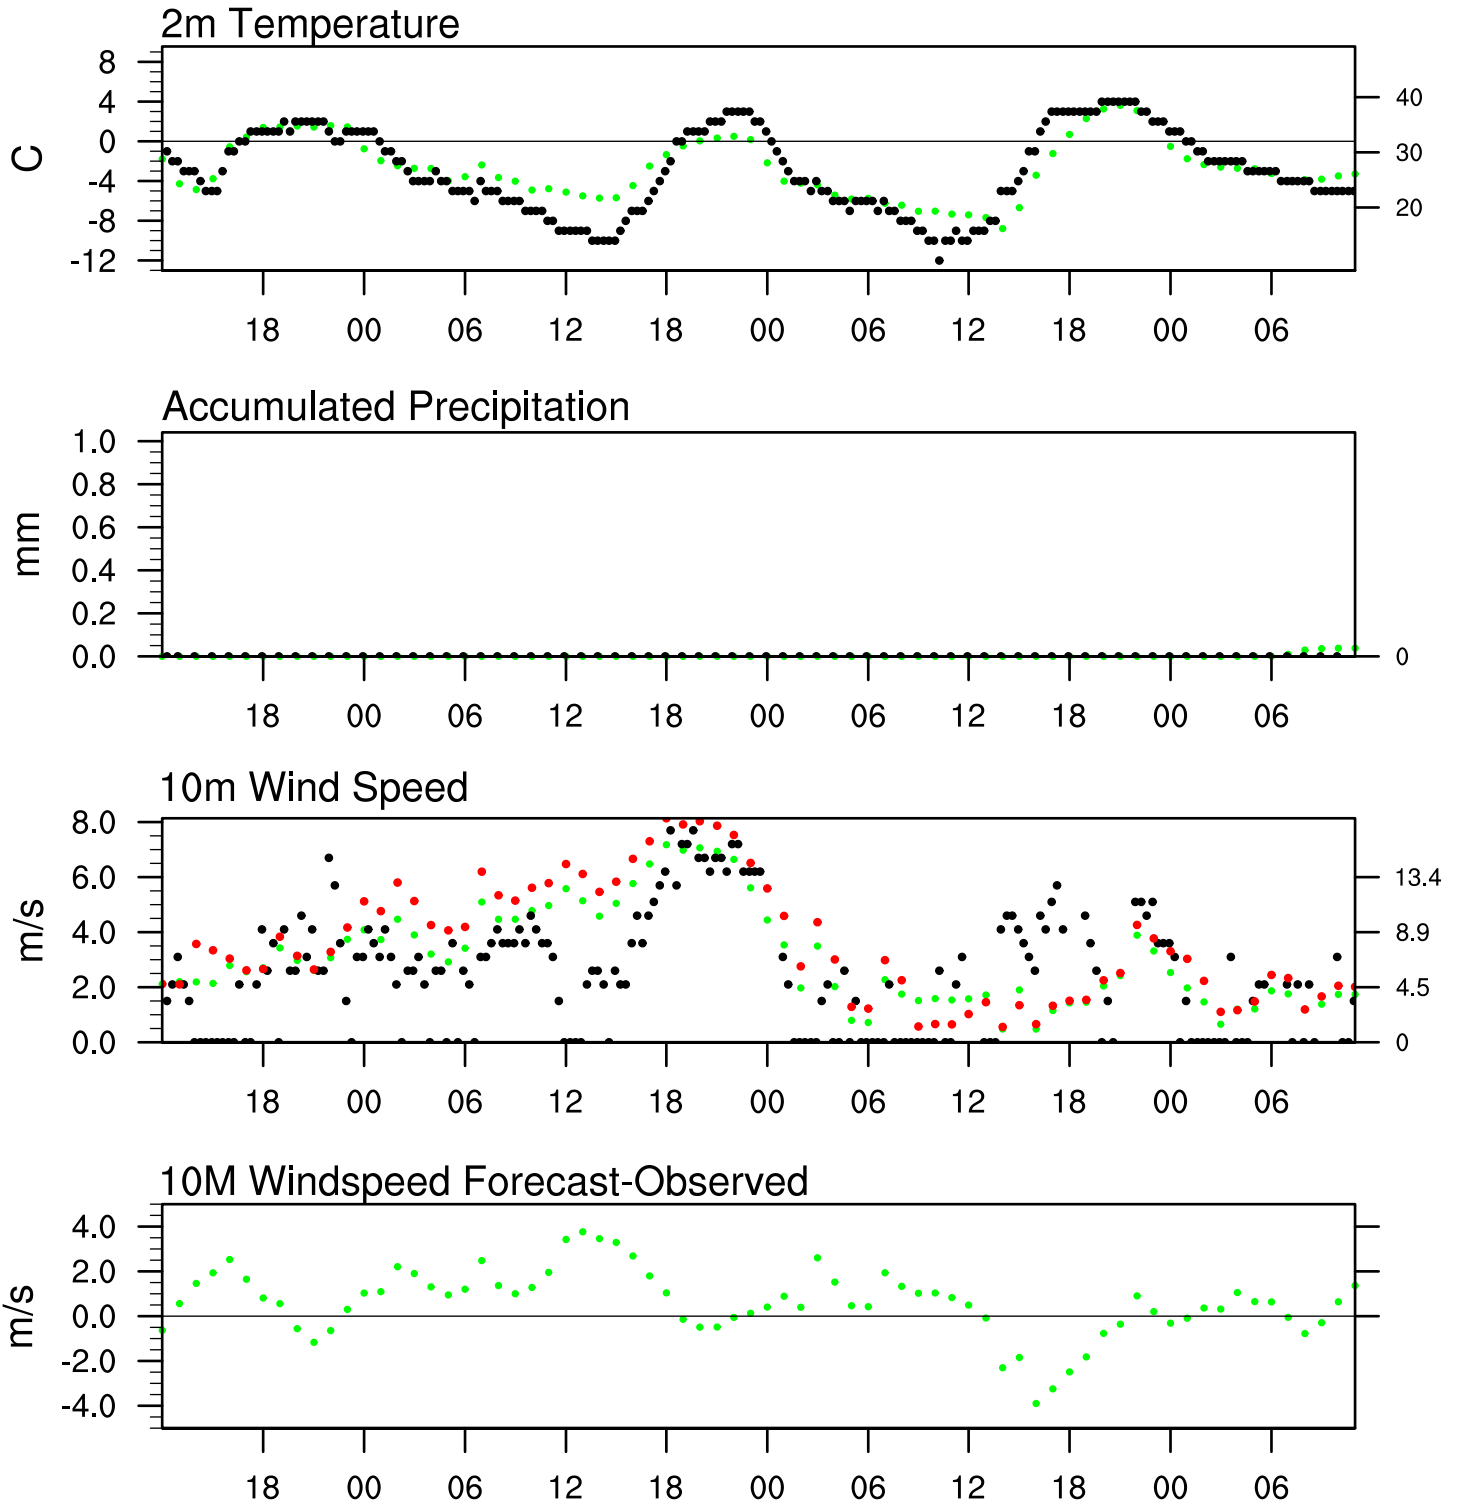 2m Temperature
8
4
0
-4
-8
-12
C
40
30
20
18 00 06 12 18 00 06 12 18 00 06
Accumulated Precipitation
1.0
0.8
0.6
0.4
0.2
0.0
mm
0
18 00 06 12 18 00 06 12 18 00 06
10m Wind Speed
8.0
6.0
4.0
2.0
0.0
m/s
13.4
8.9
4.5
0
18 00 06 12 18 00 06 12 18 00 06
10M Windspeed Forecast-Observed
4.0
2.0
0.0
-2.0
-4.0
m/s
18 00 06 12 18 00 06 12 18 00 06